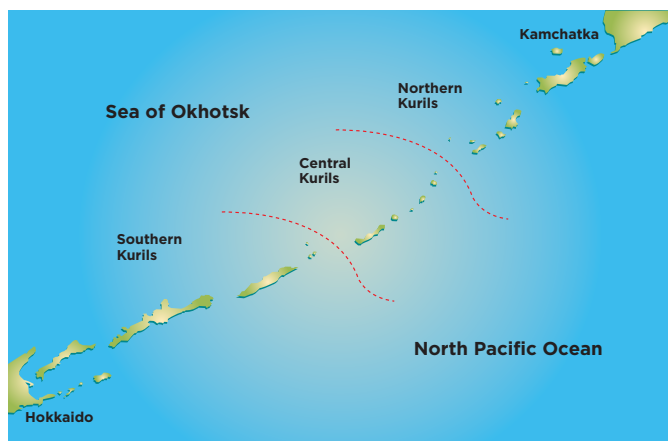 Kamchatka
Northern
Kurils
Sea of Okhotsk
Central
Kurils
Southern
Kurils
North Pacific Ocean
Hokkaido